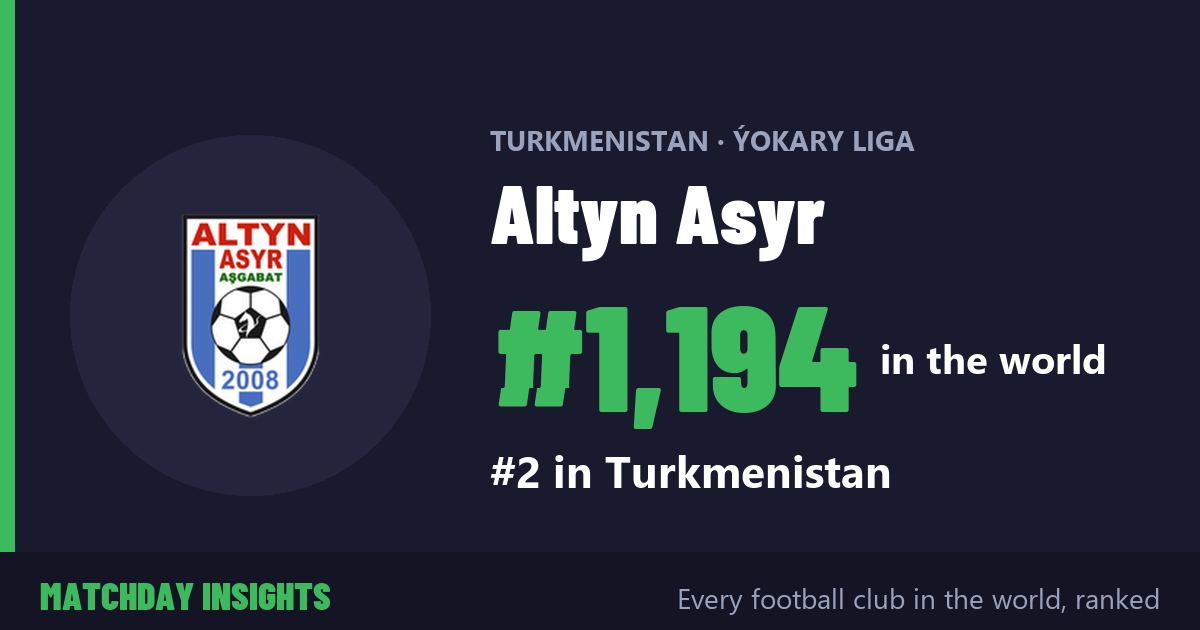 TURKMENISTAN · ÝOKARY LIGA
Altyn Asyr
#1,194 in the world
#2 in Turkmenistan
ALTYN
ASYR
AŞGABAT
2008
MATCHDAY INSIGHTS
Every football club in the world, ranked